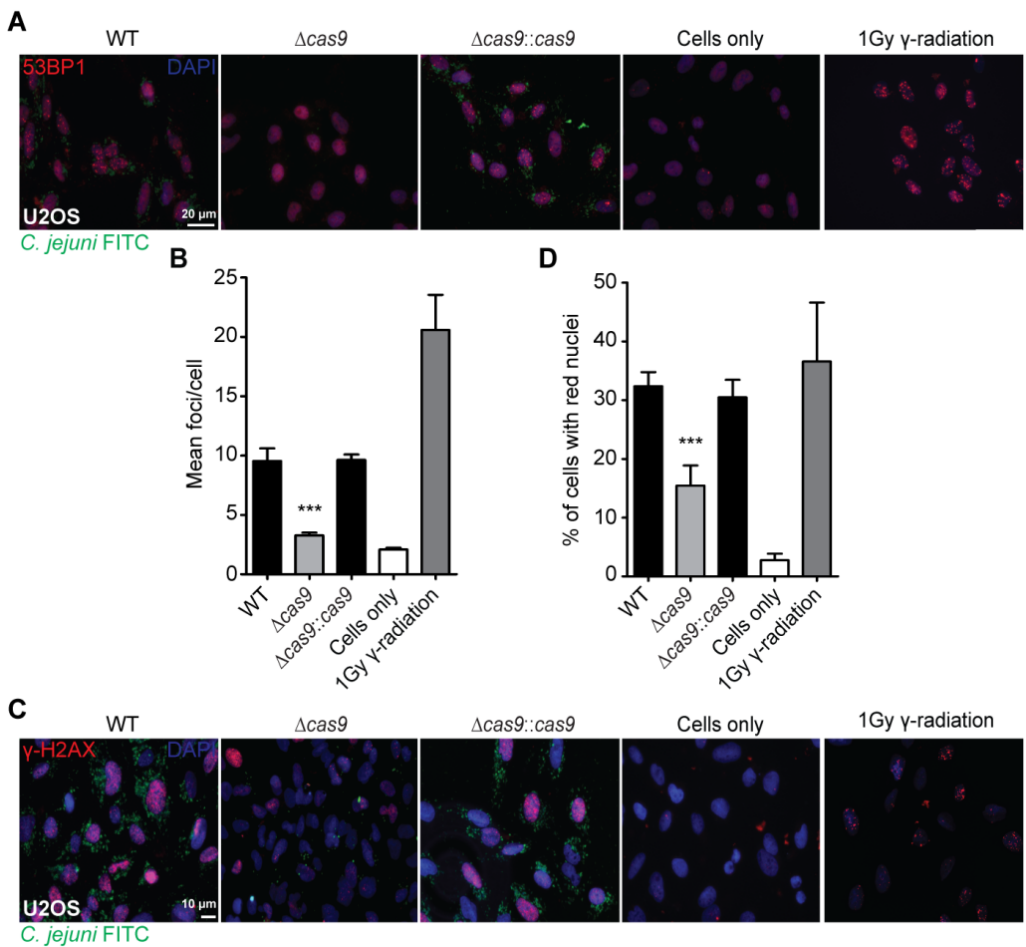 A
WT
Δcas9
Δcas9::cas9
Cells only
1Gy γ-radiation
53BP1
DAPI
U2OS
20 µm
C. jejuni FITC
B
25
20
15
10
5
0
Mean foci/cell
***
WT
Δcas9
Δcas9::cas9
Cells only
1Gy γ-radiation
D
50
40
30
20
10
0
% of cells with red nuclei
***
WT
Δcas9
Δcas9::cas9
Cells only
1Gy γ-radiation
C
WT
Δcas9
Δcas9::cas9
Cells only
1Gy γ-radiation
γ-H2AX
DAPI
U2OS
10 µm
C. jejuni FITC